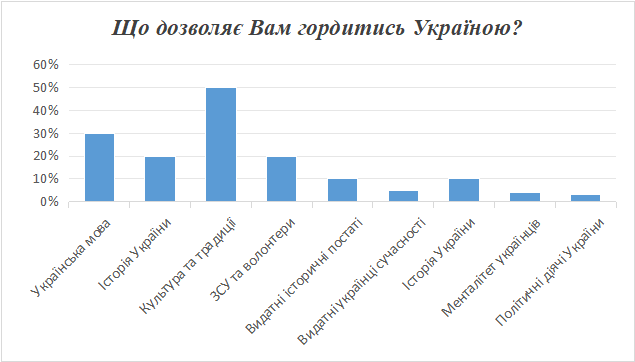 Що дозволяє Вам гордитись Україною?
60%
50%
40%
30%
20%
10%
0%
Українська мова
Історія України
Культура та традиції
ЗСУ та волонтери
Видатні історичні постаті
Видатні українці сучасності
Історія України
Менталітет українців
Політичні діячі України